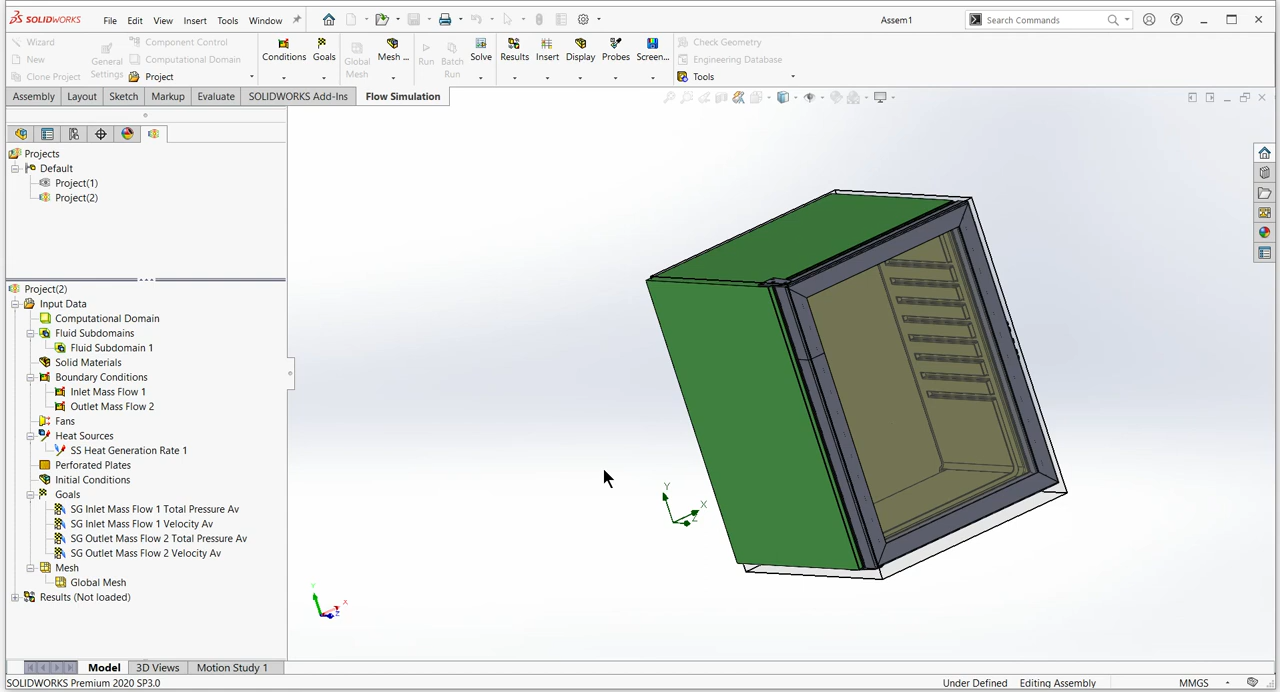 SOLIDWORKS File Edit View Insert Tools Window Assem1 Search Commands
Wizard
New
Clone Project
General Settings
Component Control
Computational Domain
Project
Conditions
Goals
Global Mesh
Mesh ...
Run
Batch Run
Solve
Results
Insert
Display
Probes
Screen...
Check Geometry
Engineering Database
Tools
Assembly Layout Sketch Markup Evaluate SOLIDWORKS Add-Ins Flow Simulation
Projects
Default
Project(1)
Project(2)
Project(2)
Input Data
Computational Domain
Fluid Subdomains
Fluid Subdomain 1
Solid Materials
Boundary Conditions
Inlet Mass Flow 1
Outlet Mass Flow 2
Fans
Heat Sources
SS Heat Generation Rate 1
Perforated Plates
Initial Conditions
Goals
SG Inlet Mass Flow 1 Total Pressure Av
SG Inlet Mass Flow 1 Velocity Av
SG Outlet Mass Flow 2 Total Pressure Av
SG Outlet Mass Flow 2 Velocity Av
Mesh
Global Mesh
Results (Not loaded)
Y
X
Z
Y
X
Z
Model 3D Views Motion Study 1
SOLIDWORKS Premium 2020 SP3.0 Under Defined Editing Assembly MMGS